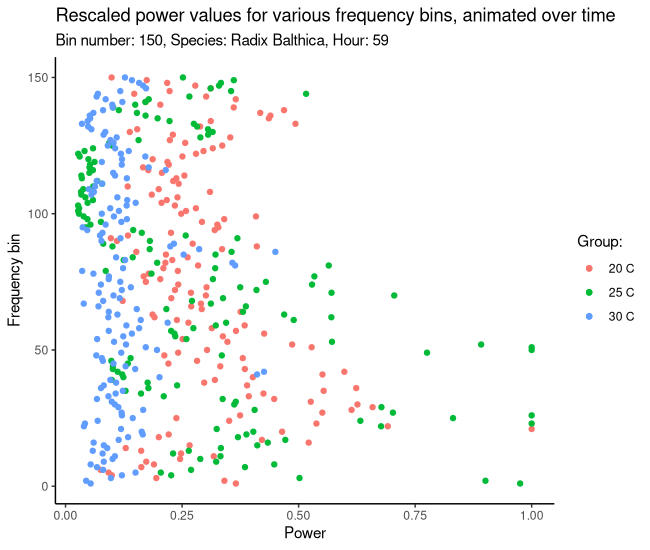 Rescaled power values for various frequency bins, animated over time
Bin number: 150, Species: Radix Balthica, Hour: 59
150
100
50
0
Frequency bin
0.00 0.25 0.50 0.75 1.00
Power
Group:
20 C
25 C
30 C